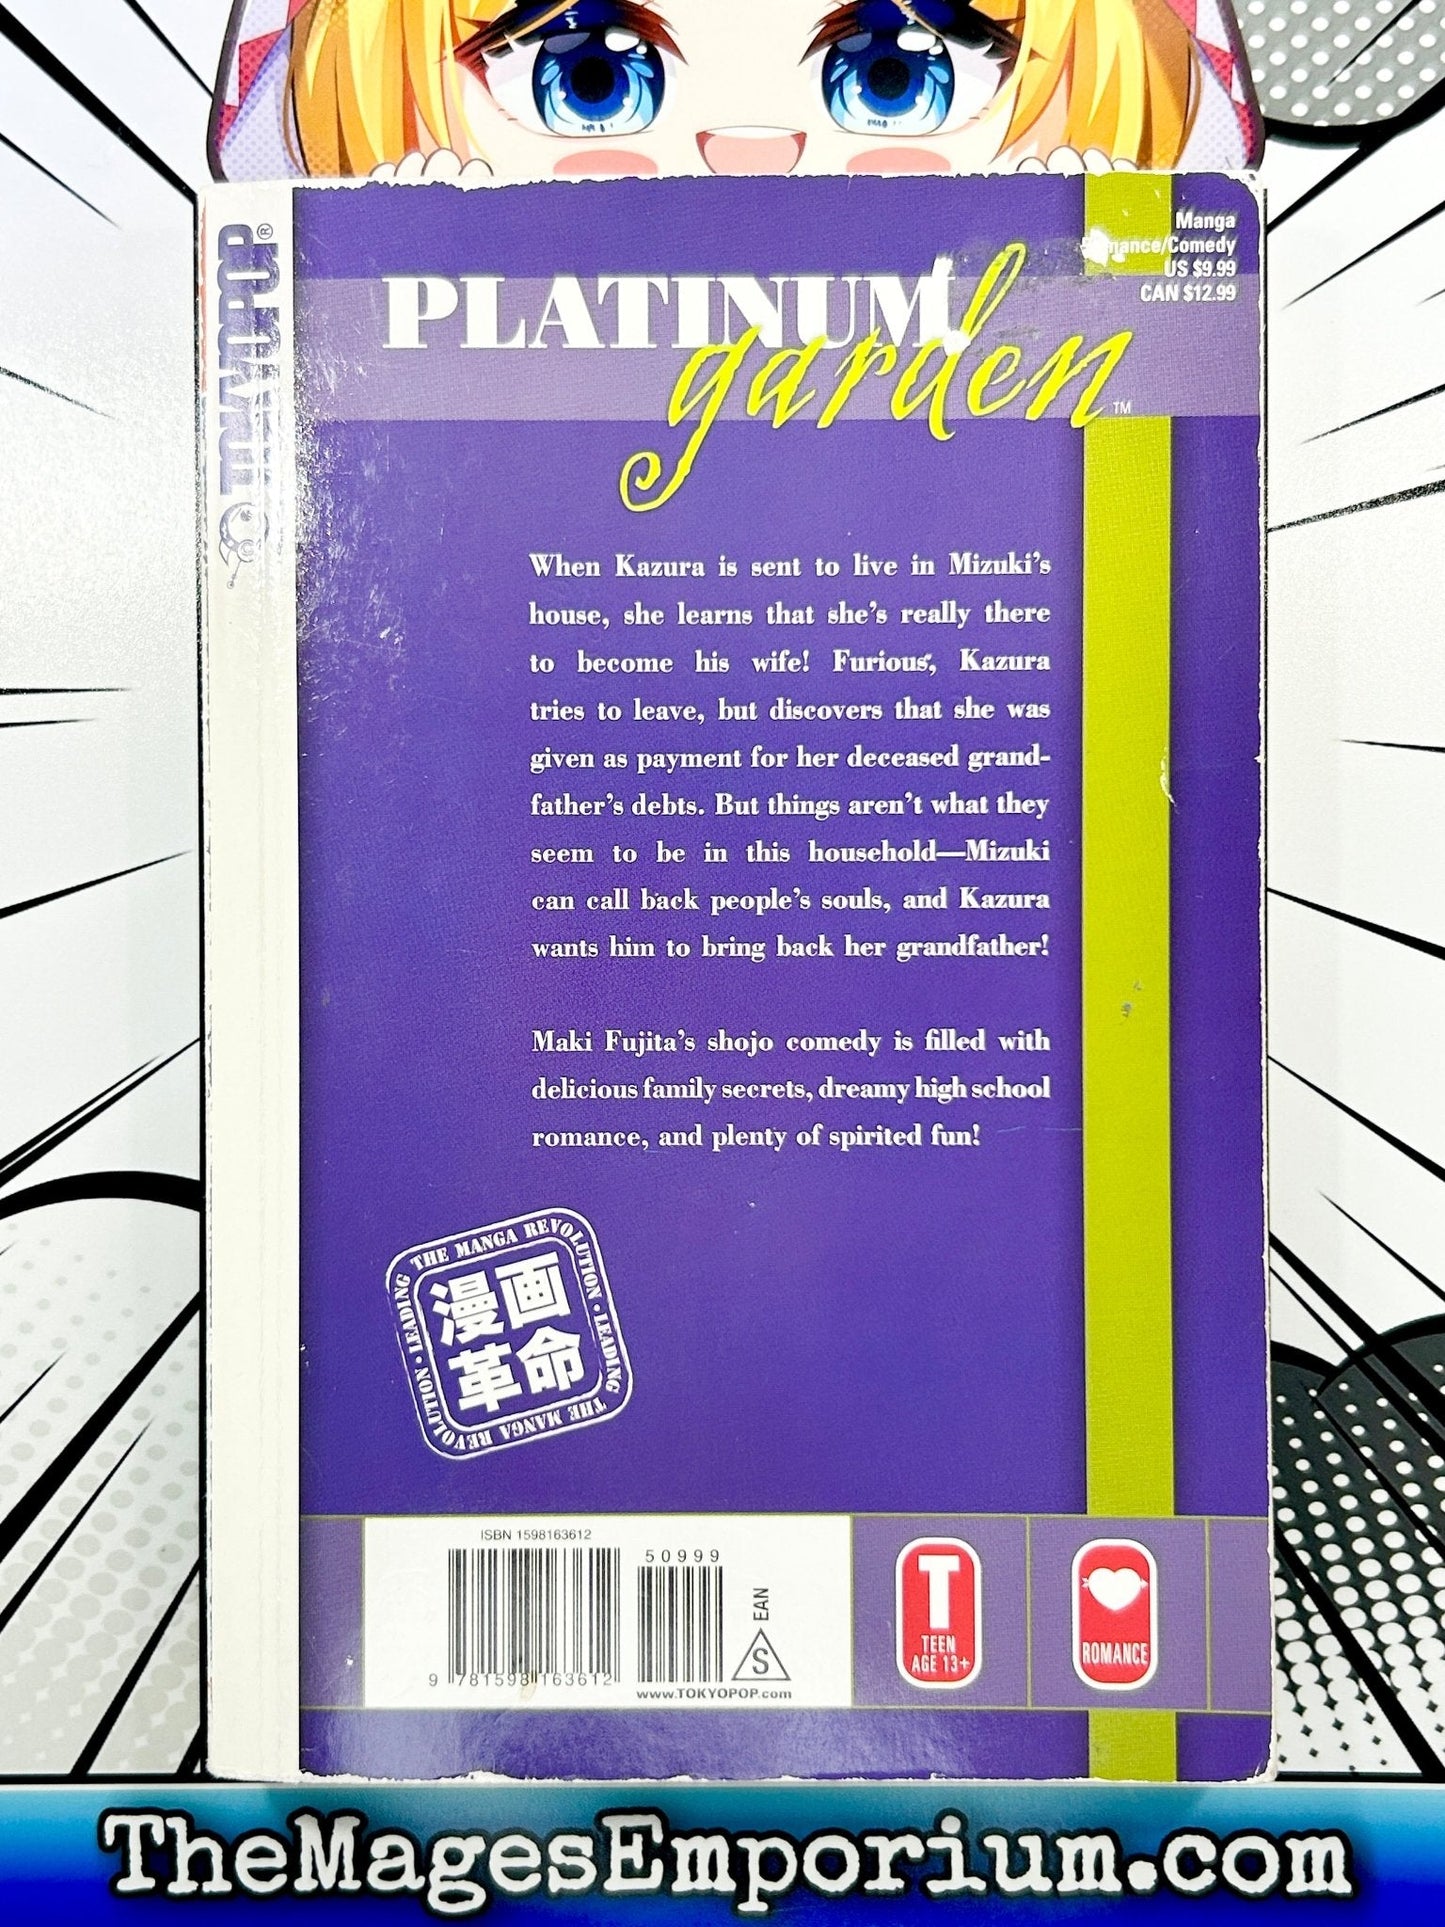 TOKYOPOP®
Manga
Romance/Comedy
US $9.99
CAN $12.99
PLATINUM
garden™
When Kazura is sent to live in Mizuki's
house, she learns that she's really there
to become his wife! Furious, Kazura
tries to leave, but discovers that she was
given as payment for her deceased grand-
father's debts. But things aren't what they
seem to be in this household—Mizuki
can call back people's souls, and Kazura
wants him to bring back her grandfather!
Maki Fujita's shojo comedy is filled with
delicious family secrets, dreamy high school
romance, and plenty of spirited fun!
LEADING THE MANGA REVOLUTION • LEADING THE MANGA REVOLUTION •
漫画
革命
ISBN 1598163612
50999
9 781598 163612
EAN
S
www.TOKYOPOP.com
T
TEEN
AGE 13+
ROMANCE
TheMagesEmporium.com